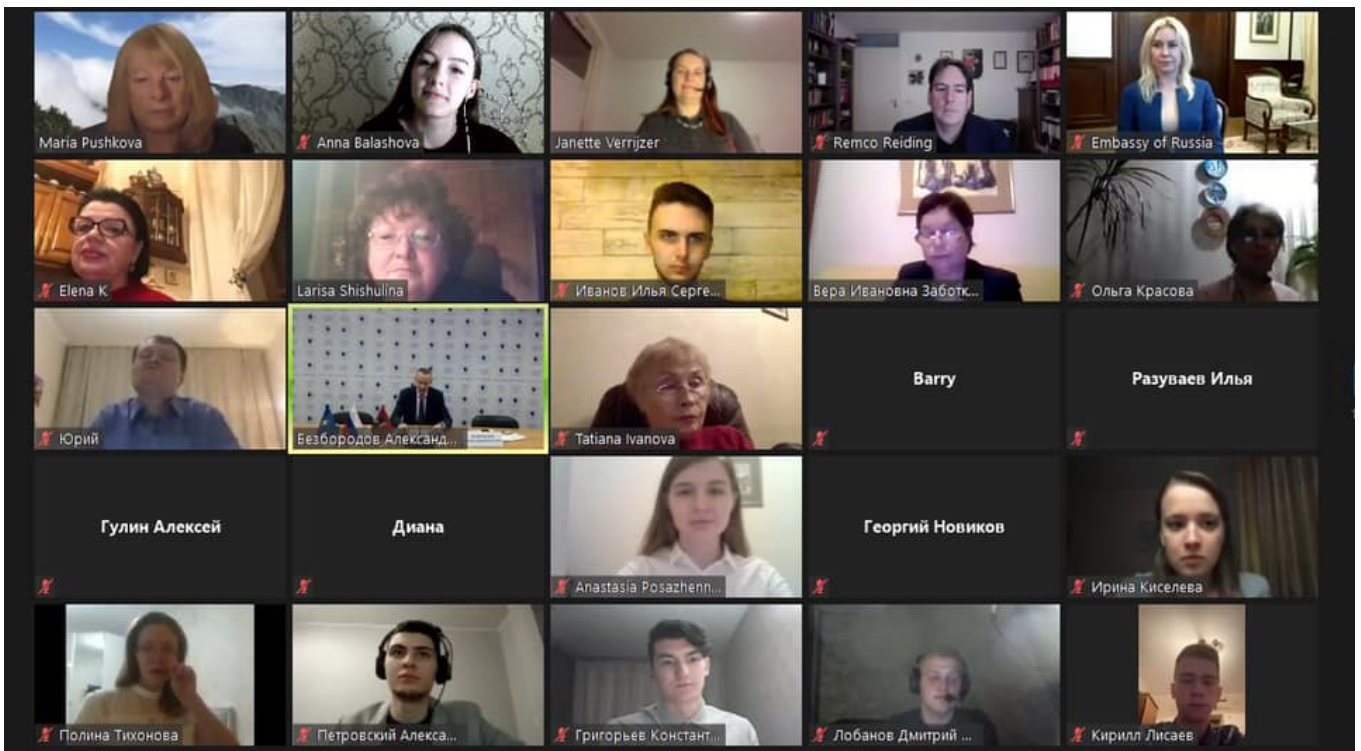 Maria Pushkova
Anna Balashova
Janette Verrijzer
Remco Reiding
Embassy of Russia
Elena K
Larisa Shishulina
Иванов Илья Серге...
Вера Ивановна Заботк...
Ольга Красова
Юрий
Безбородов Александ...
Tatiana Ivanova
Barry
Разуваев Илья
Гулин Алексей
Диана
Anastasia Posazhenn...
Георгий Новиков
Ирина Киселева
Полина Тихонова
Петровский Алекса...
Григорьев Констант...
Лобанов Дмитрий ...
Кирилл Лисаев